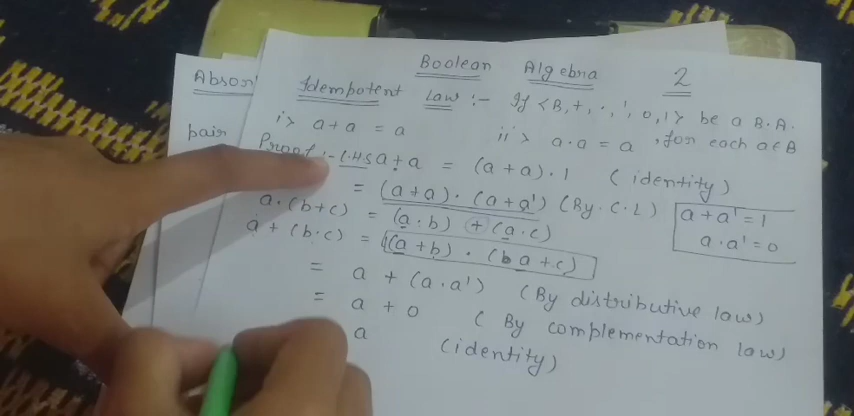 Boolean Algebra 2
Absor
Idempotent Law :- If <B, +, ·, ', 0, 1> be a B.A.
pair
i> a + a = a ii> a · a = a , for each a ∈ B
Proof :- L.H.S a + a = (a + a) · 1 (identity)
= (a + a) · (a + a') (By · C · L) a + a' = 1
a · (b + c) = (a · b) + (a · c) a · a' = 0
a + (b · c) = (a + b) · (b a + c)
= a + (a · a') (By distributive law)
= a + 0 ( By complementation law)
a (identity)